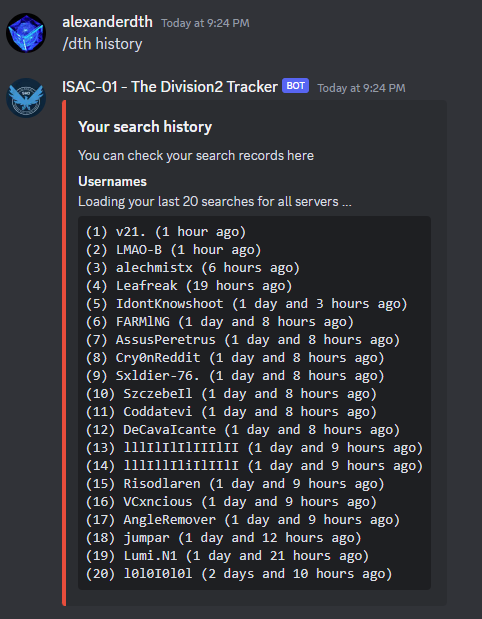 alexanderdth Today at 9:24 PM
/dth history
ISAC-01 - The Division2 Tracker BOT Today at 9:24 PM
Your search history
You can check your search records here
Usernames
Loading your last 20 searches for all servers ...
(1) v21. (1 hour ago)
(2) LMAO-B (1 hour ago)
(3) alechmistx (6 hours ago)
(4) Leafreak (19 hours ago)
(5) IdontKnowshoot (1 day and 3 hours ago)
(6) FARMlNG (1 day and 8 hours ago)
(7) AssusPeretrus (1 day and 8 hours ago)
(8) Cry0nReddit (1 day and 8 hours ago)
(9) Sxldier-76. (1 day and 8 hours ago)
(10) SzczebeIl (1 day and 8 hours ago)
(11) Coddatevi (1 day and 8 hours ago)
(12) DeCavaIcante (1 day and 8 hours ago)
(13) lllIlIlIlIIIlII (1 day and 9 hours ago)
(14) lllIllIliIlIIlI (1 day and 9 hours ago)
(15) Risodlaren (1 day and 9 hours ago)
(16) VCxncious (1 day and 9 hours ago)
(17) AngleRemover (1 day and 9 hours ago)
(18) jumpar (1 day and 12 hours ago)
(19) Lumi.N1 (1 day and 21 hours ago)
(20) l0l0I0l0l (2 days and 10 hours ago)